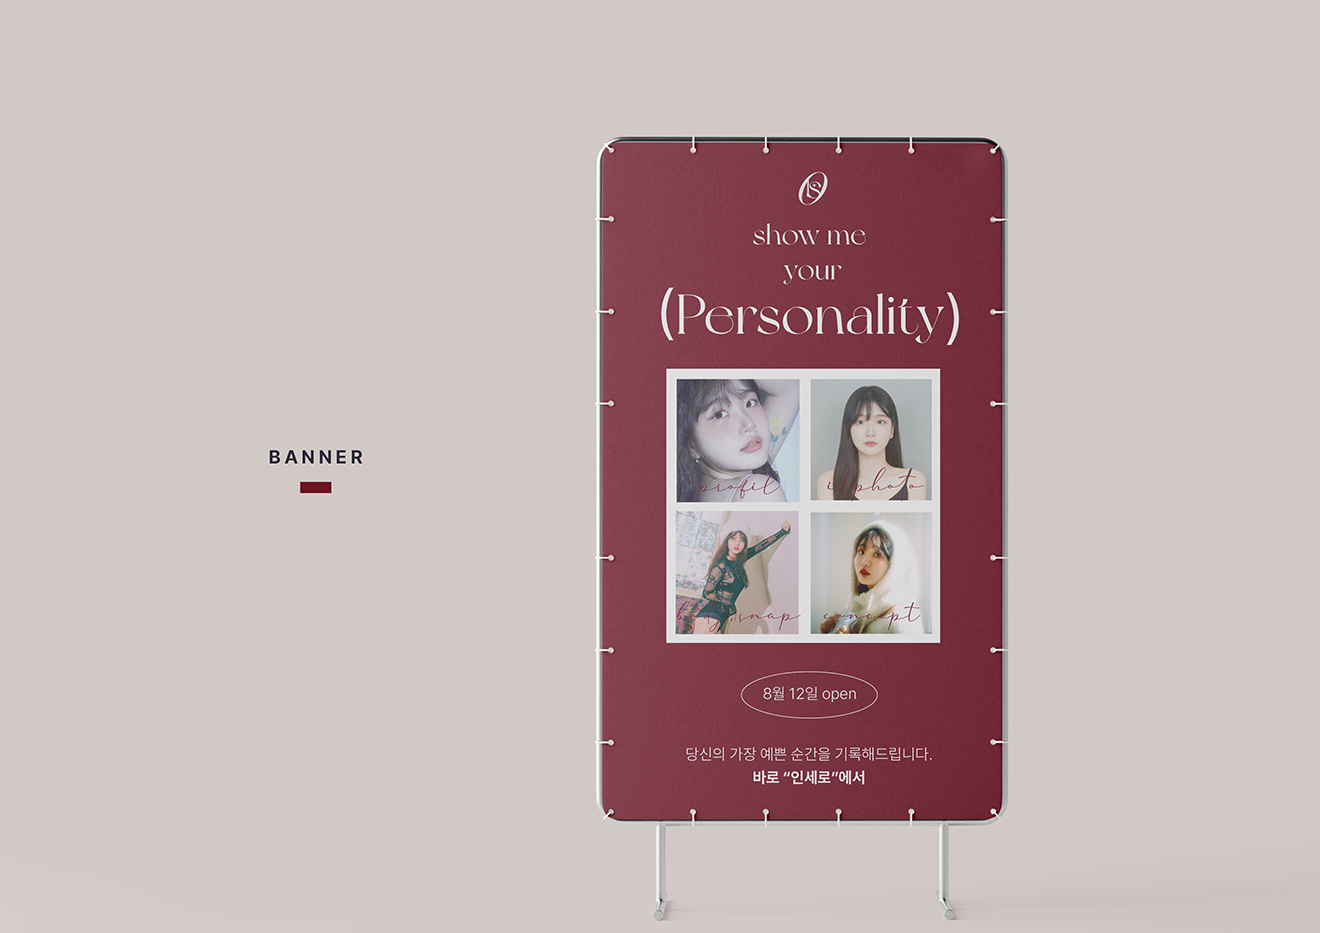 BANNER
show me
your
(Personality)
profil
id photo
body snap
concept
8월 12일 open
당신의 가장 예쁜 순간을 기록해드립니다.
바로 “인세로”에서